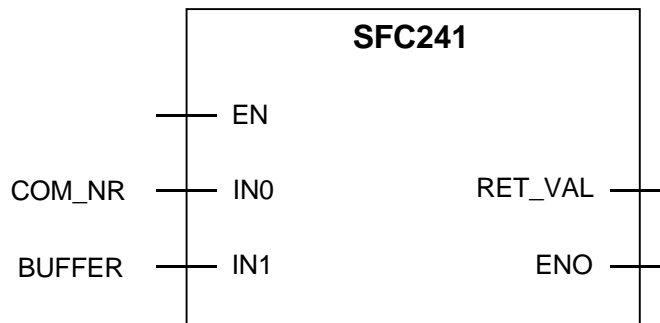 SFC241
EN
COM_NR IN0 RET_VAL
BUFFER IN1 ENO